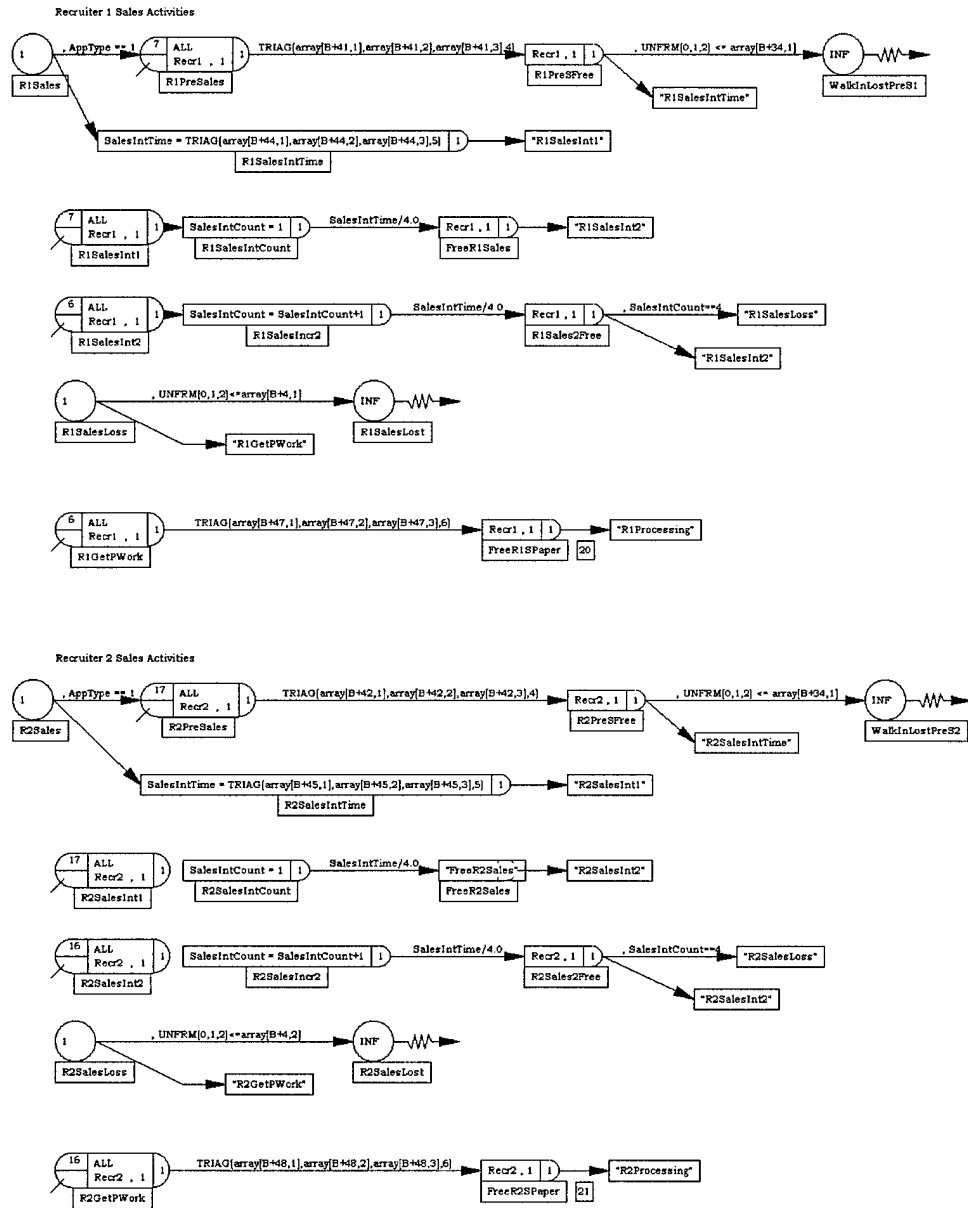 Recruiter 1 Sales Activities
1
R1Sales
, AppType == 1
7
ALL
Recr1 , 1
1
R1PreSales
TRIAG(array[B+41,1],array[B+41,2],array[B+41,3],4)
Recr1, 1
1
R1PreSFree
, UNFRM(0,1,2) <= array[B+34,1]
INF
WalkInLostPreS1
"R1SalesIntTime"
SalesIntTime = TRIAG(array[B+44,1],array[B+44,2],array[B+44,3],5)
1
R1SalesIntTime
"R1SalesInt1"
7
ALL
Recr1 , 1
1
R1SalesInt1
SalesIntCount = 1
1
R1SalesIntCount
SalesIntTime/4.0
Recr1, 1
1
FreeR1Sales
"R1SalesInt2"
6
ALL
Recr1 , 1
1
R1SalesInt2
SalesIntCount = SalesIntCount+1
1
R1SalesIncr2
SalesIntTime/4.0
Recr1, 1
1
R1Sales2Free
, SalesIntCount==4
"R1SalesLoss"
"R1SalesInt2"
1
R1SalesLoss
, UNFRM(0,1,2)<=array[B+4,1]
INF
R1SalesLost
"R1GetPWork"
6
ALL
Recr1 , 1
1
R1GetPWork
TRIAG(array[B+47,1],array[B+47,2],array[B+47,3],6)
Recr1, 1
1
FreeR1SPaper
20
"R1Processing"
Recruiter 2 Sales Activities
1
R2Sales
, AppType == 1
17
ALL
Recr2 , 1
1
R2PreSales
TRIAG(array[B+42,1],array[B+42,2],array[B+42,3],4)
Recr2, 1
1
R2PreSFree
, UNFRM(0,1,2) <= array[B+34,1]
INF
WalkInLostPreS2
"R2SalesIntTime"
SalesIntTime = TRIAG(array[B+45,1],array[B+45,2],array[B+45,3],5)
1
R2SalesIntTime
"R2SalesInt1"
17
ALL
Recr2 , 1
1
R2SalesInt1
SalesIntCount = 1
1
R2SalesIntCount
SalesIntTime/4.0
"FreeR2Sales"
FreeR2Sales
"R2SalesInt2"
16
ALL
Recr2 , 1
1
R2SalesInt2
SalesIntCount = SalesIntCount+1
1
R2SalesIncr2
SalesIntTime/4.0
Recr2, 1
1
R2Sales2Free
, SalesIntCount==4
"R2SalesLoss"
"R2SalesInt2"
1
R2SalesLoss
, UNFRM(0,1,2)<=array[B+4,2]
INF
R2SalesLost
"R2GetPWork"
16
ALL
Recr2 , 1
1
R2GetPWork
TRIAG(array[B+48,1],array[B+48,2],array[B+48,3],6)
Recr2, 1
1
FreeR2SPaper
21
"R2Processing"